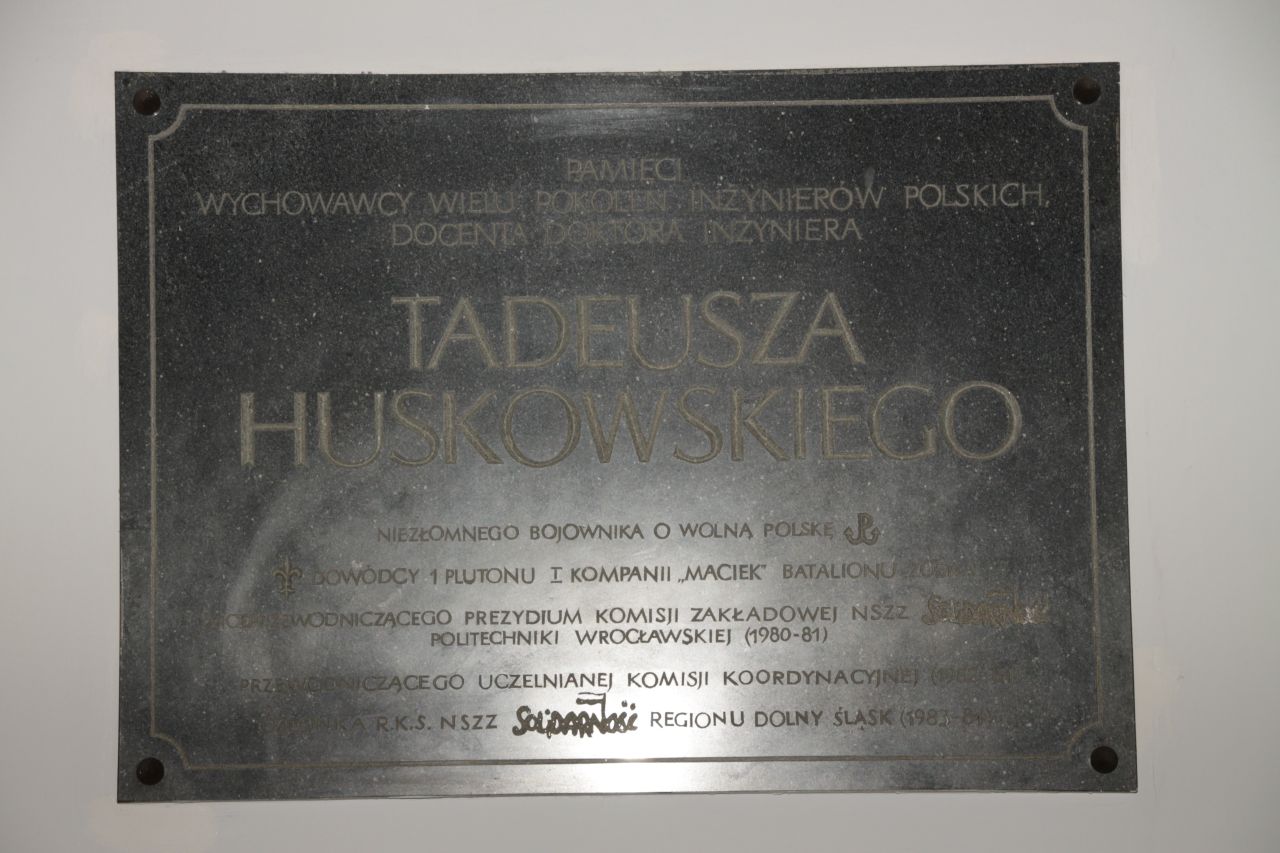 PAMIĘCI
WYCHOWAWCY WIELU POKOLEŃ INŻYNIERÓW POLSKICH,
DOCENTA DOKTORA INŻYNIERA
TADEUSZA
HUSKOWSKIEGO
NIEZŁOMNEGO BOJOWNIKA O WOLNĄ POLSKĘ
DOWÓDCY 1 PLUTONU I KOMPANII „MACIEK" BATALIONU
PREZYDIUM KOMISJI ZAKŁADOWEJ NSZZ SOLIDARNOŚĆ
POLITECHNIKI WROCŁAWSKIEJ (1980-81)
PRZEWODNICZĄCEGO UCZELNIANEJ KOMISJI KOORDYNACYJNEJ
CZŁONKA R.K.S. NSZZ SOLIDARNOŚĆ REGIONU DOLNY ŚLĄSK